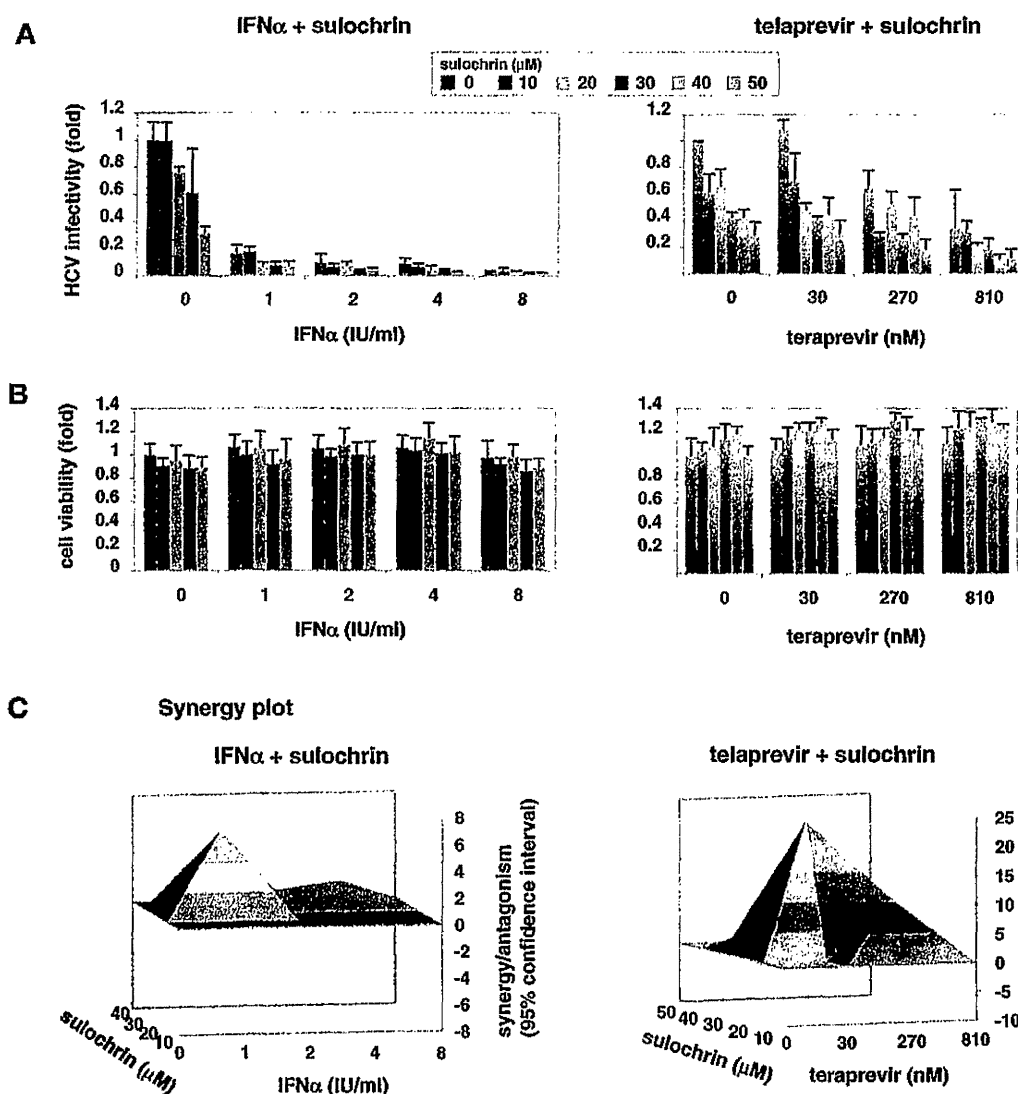 A
IFNα + sulochrin
telaprevir + sulochrin
sulochrin (μM)
0 10 20 30 40 50
HCV infectivity (fold)
1.2
1
0.8
0.6
0.4
0.2
0
0 1 2 4 8
IFNα (IU/ml)
1.2
1.0
0.8
0.6
0.4
0.2
0 30 270 810
teraprevir (nM)
B
cell viability (fold)
1.4
1.2
1
0.8
0.6
0.4
0.2
0
0 1 2 4 8
IFNα (IU/ml)
1.4
1.2
1.0
0.8
0.6
0.4
0.2
0 30 270 810
teraprevir (nM)
C
Synergy plot
IFNα + sulochrin
telaprevir + sulochrin
8
6
4
2
0
-2
-4
-6
-8
synergy/antagonism
(95% confidence interval)
40 30 20 10
sulochrin (μM)
0 1 2 4 8
IFNα (IU/ml)
25
20
15
10
5
0
-5
-10
50 40 30 20 10
sulochrin (μM)
0 30 270 810
teraprevir (nM)